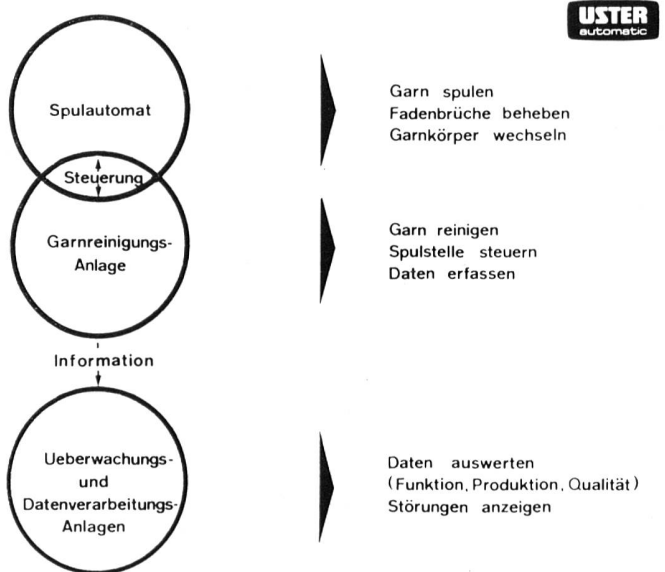 USTER
automatic
Spulautomat
Garn spulen
Fadenbrüche beheben
Garnkörper wechseln
Steuerung
Garnreinigungs-
Anlage
Garn reinigen
Spulstelle steuern
Daten erfassen
Information
Ueberwachungs-
und
Datenverarbeitungs-
Anlagen
Daten auswerten
(Funktion, Produktion, Qualität)
Störungen anzeigen